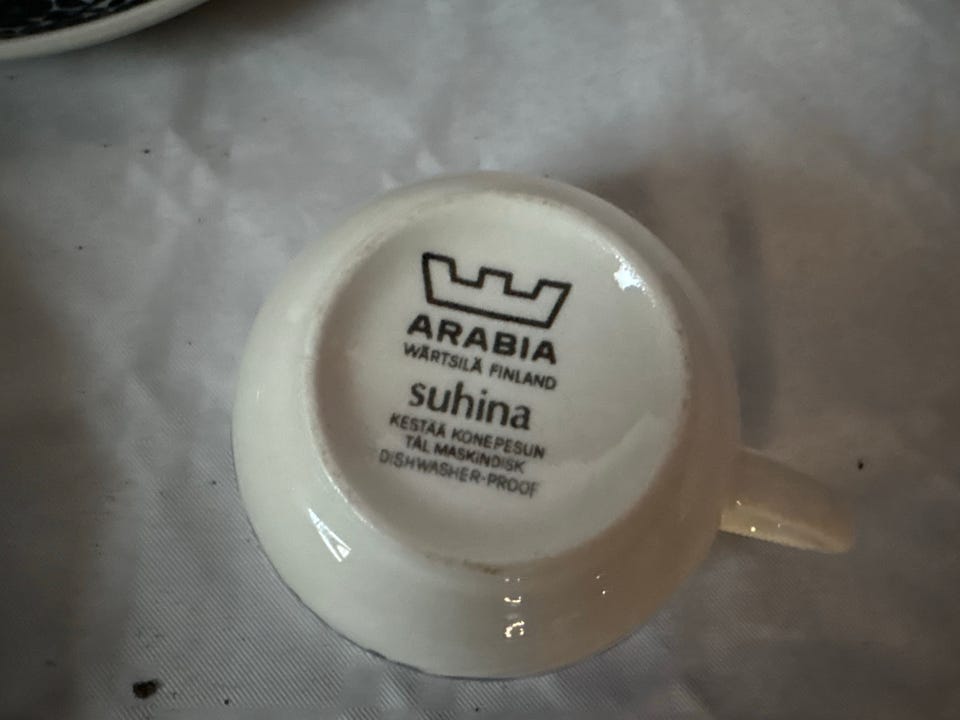 ARABIA
WÄRTSILÄ FINLAND
suhina
KESTÄÄ KONEPESUN
TÅL MASKINDISK
DISHWASHER-PROOF